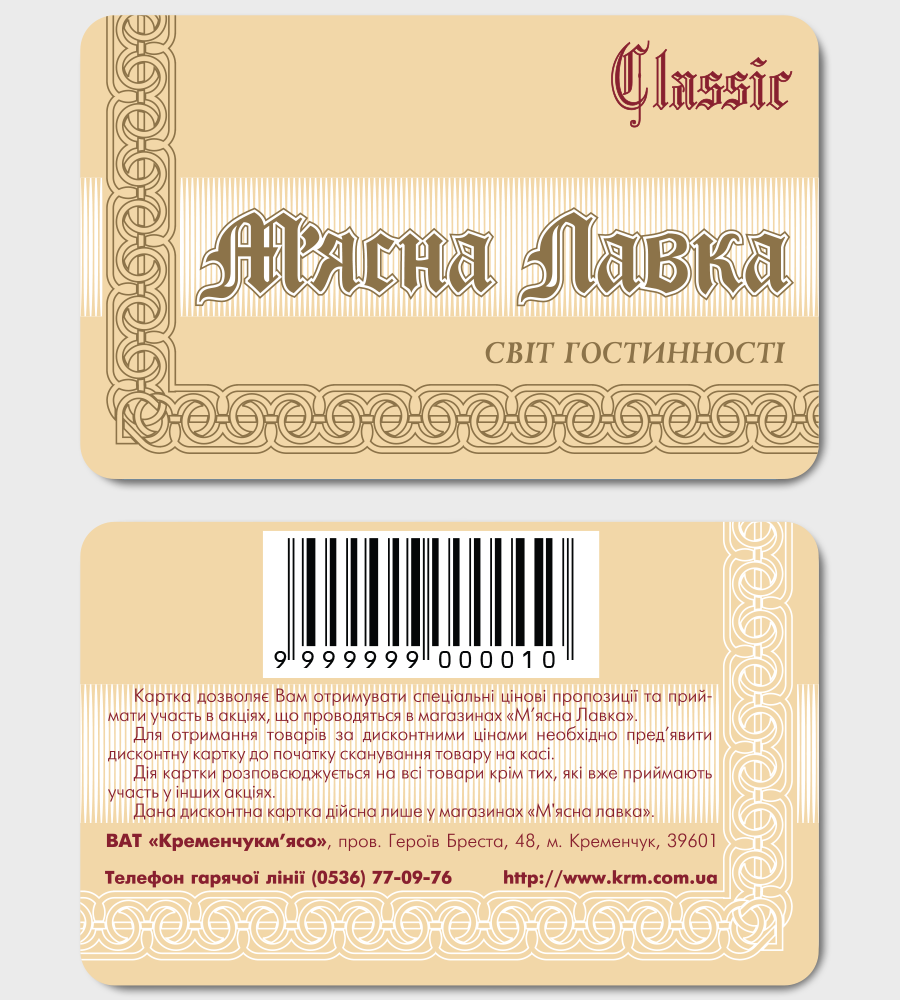 Classic
М'ясна Лавка
СВІТ ГОСТИННОСТІ
9 999999 000010
Картка дозволяє Вам отримувати спеціальні цінові пропозиції та прий-
мати участь в акціях, що проводяться в магазинах «М’ясна Лавка».
Для отримання товарів за дисконтними цінами необхідно пред’явити
дисконтну картку до початку сканування товару на касі.
Дія картки розповсюджується на всі товари крім тих, які вже приймають
участь у інших акціях.
Дана дисконтна картка дійсна лише у магазинах «М'ясна лавка».
ВАТ «Кременчукм’ясо», пров. Героїв Бреста, 48, м. Кременчук, 39601
Телефон гарячої лінії (0536) 77-09-76 http://www.krm.com.ua